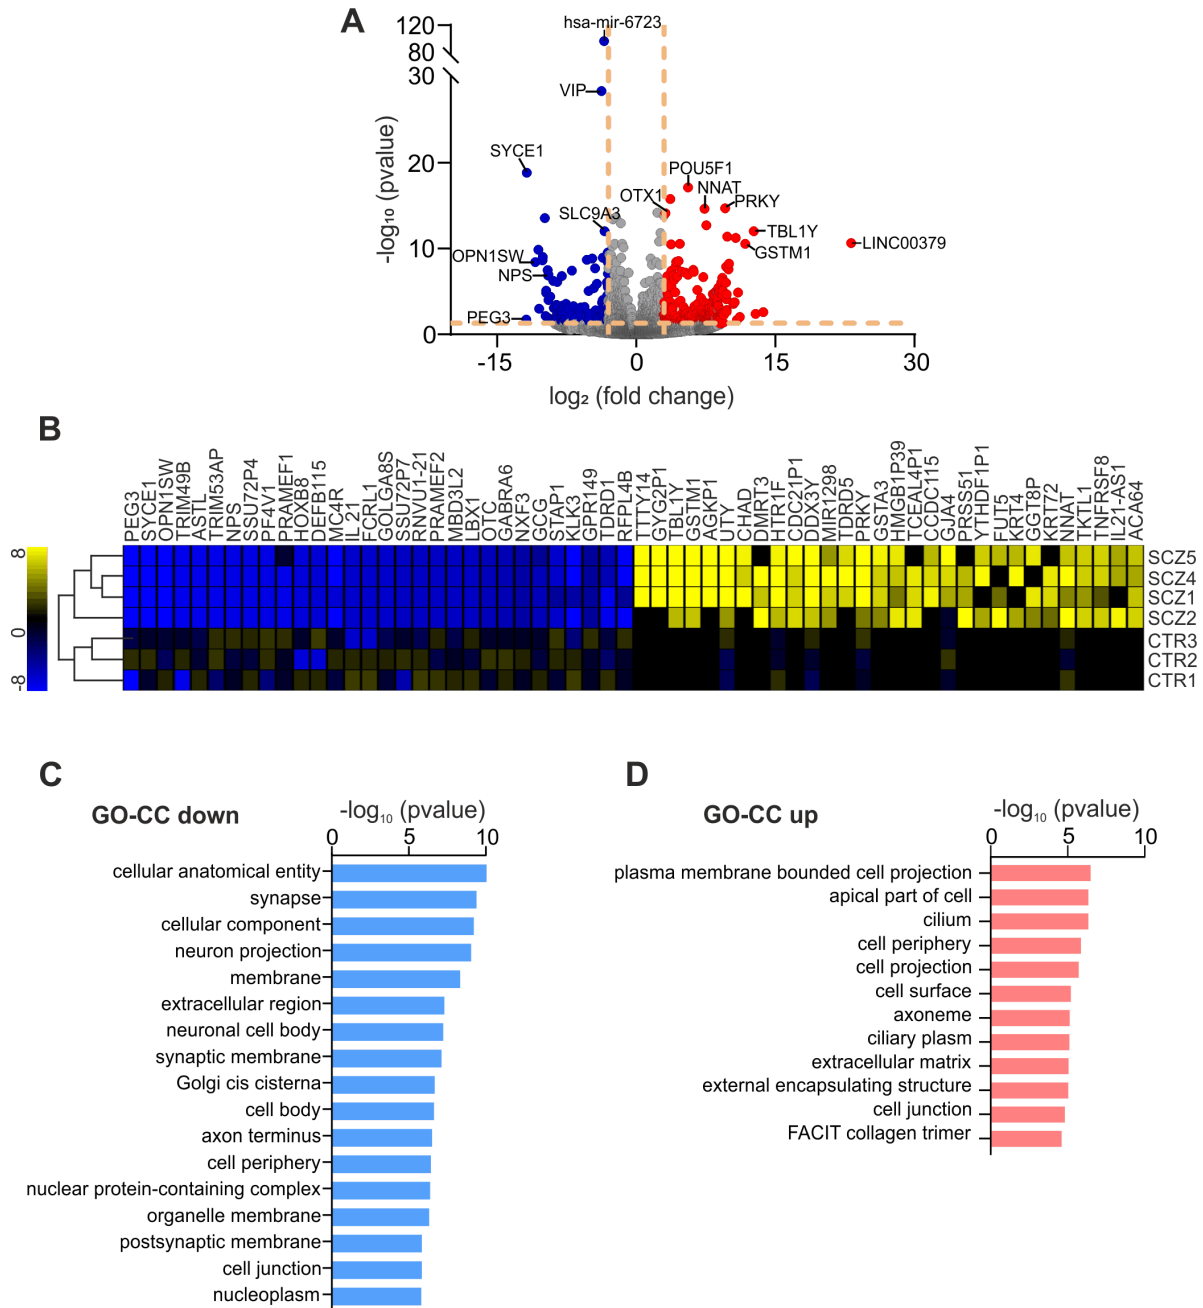 A
hsa-mir-6723
120
80
30
20
10
0
VIP
SYCE1
POU5F1
OTX1
NNAT
PRKY
SLC9A3
TBL1Y
GSTM1
LINC00379
OPN1SW
NPS
PEG3
-log₁₀ (pvalue)
-15
0
15
30
log₂ (fold change)
B
PEG3
SYCE1
OPN1SW
TRIM49B
ASTL
TRIM53AP
NPS
SSU72P4
PF4V1
PRAMEF1
HOXB8
DEFB115
MC4R
IL21
FCRL1
GOLGA8S
SSU72P7
RNVU1-21
PRAMEF2
MBD3L2
LBX1
OTC
GABRA6
NXF3
GCG
STAP1
KLK3
GPR149
TDRD1
RFPL4B
TTTY14
GYG2P1
TBL1Y
GSTM1
AGKP1
UTY
CHAD
DMRT3
HTR1F
CDC21P1
DDX3Y
MIR1298
TDRD5
PRKY
GSTA3
HMGB1P39
TCEAL4P1
CCDC115
GJA4
PRSS51
YTHDF1P1
FUT5
KRT4
GGT8P
KRT72
NNAT
TKTL1
TNFRSF8
IL21-AS1
ACA64
8
0
-8
SCZ5
SCZ4
SCZ1
SCZ2
CTR3
CTR2
CTR1
C
GO-CC down
-log₁₀ (pvalue)
0 5 10
cellular anatomical entity
synapse
cellular component
neuron projection
membrane
extracellular region
neuronal cell body
synaptic membrane
Golgi cis cisterna
cell body
axon terminus
cell periphery
nuclear protein-containing complex
organelle membrane
postsynaptic membrane
cell junction
nucleoplasm
D
GO-CC up
-log₁₀ (pvalue)
0 5 10
plasma membrane bounded cell projection
apical part of cell
cilium
cell periphery
cell projection
cell surface
axoneme
ciliary plasm
extracellular matrix
external encapsulating structure
cell junction
FACIT collagen trimer